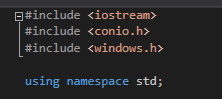 #include <iostream>
#include <conio.h>
#include <windows.h>
using namespace std;